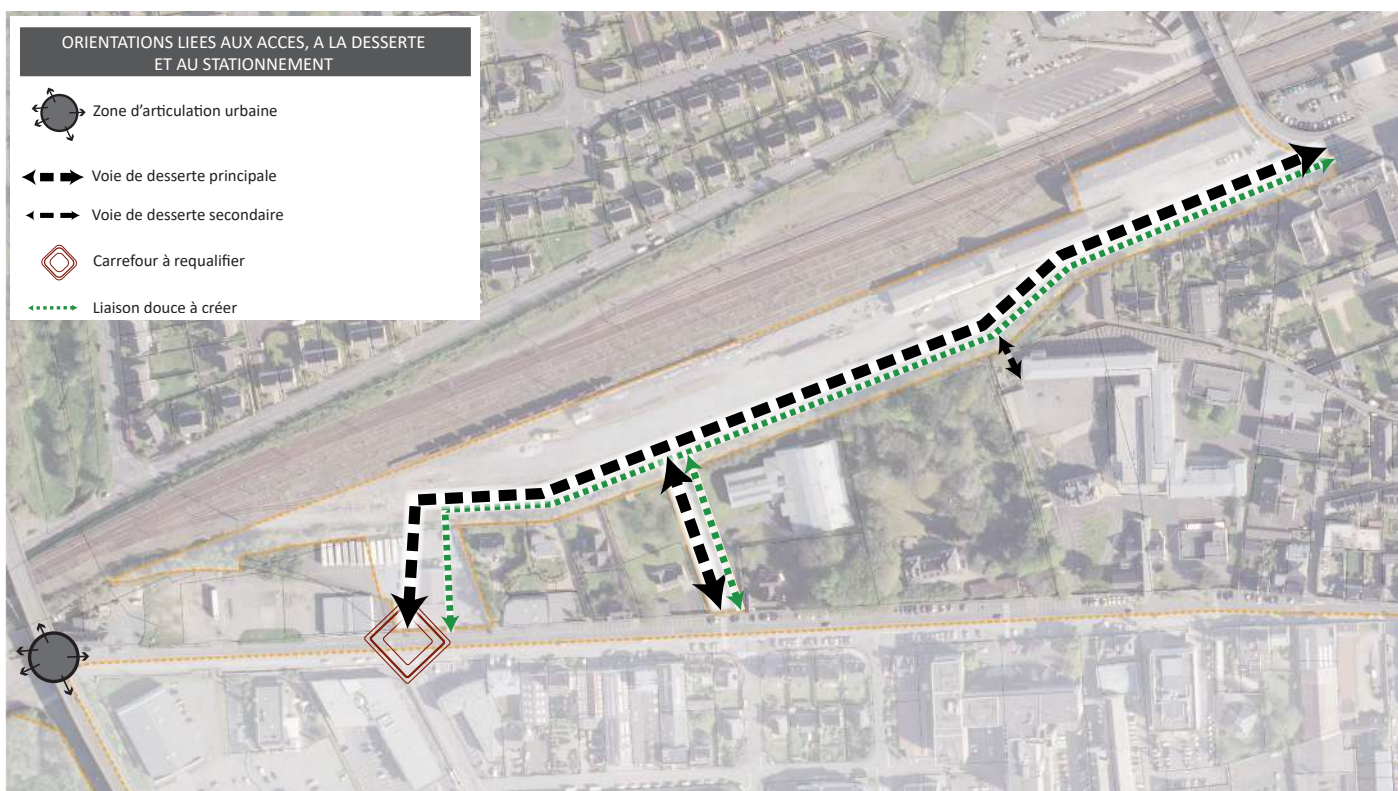 ORIENTATIONS LIEES AUX ACCES, A LA DESSERTE
ET AU STATIONNEMENT
Zone d'articulation urbaine
Voie de desserte principale
Voie de desserte secondaire
Carrefour à requalifier
Liaison douce à créer